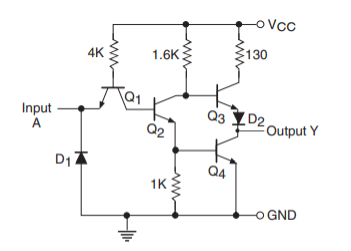 VCC
4K
1.6K
130
Q1
Input
A
Q3
D2
Q2
Output Y
D1
Q4
1K
GND